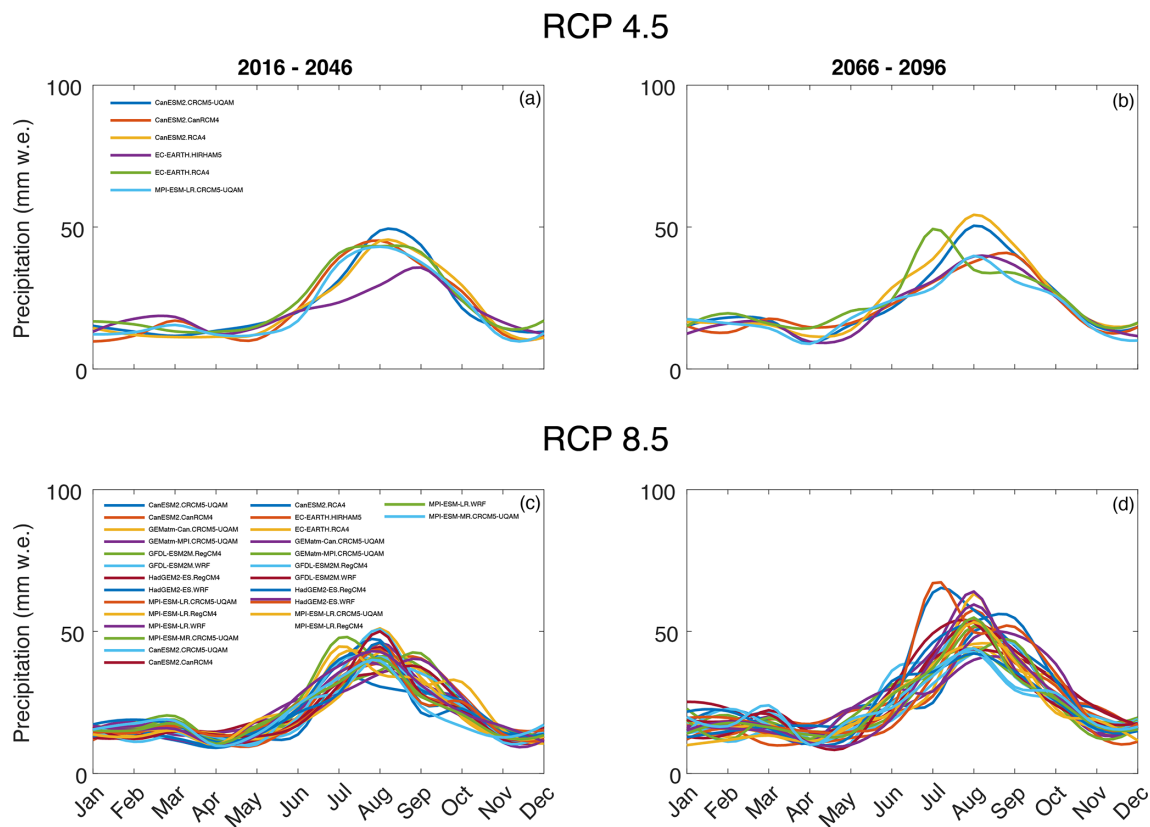 RCP 4.5
2016 - 2046
2066 - 2096
Precipitation (mm w.e.)
100
50
0
(a)
CanESM2.CRCM5-UQAM
CanESM2.CanRCM4
CanESM2.RCA4
EC-EARTH.HIRHAM5
EC-EARTH.RCA4
MPI-ESM-LR.CRCM5-UQAM
100
50
0
(b)
RCP 8.5
Precipitation (mm w.e.)
100
50
0
(c)
CanESM2.CRCM5-UQAM
CanESM2.CanRCM4
GEMatm-Can.CRCM5-UQAM
GEMatm-MPI.CRCM5-UQAM
GFDL-ESM2M.RegCM4
GFDL-ESM2M.WRF
HadGEM2-ES.RegCM4
HadGEM2-ES.WRF
MPI-ESM-LR.CRCM5-UQAM
MPI-ESM-LR.RegCM4
MPI-ESM-LR.WRF
MPI-ESM-MR.CRCM5-UQAM
CanESM2.CRCM5-UQAM
CanESM2.CanRCM4
CanESM2.RCA4
EC-EARTH.HIRHAM5
EC-EARTH.RCA4
GEMatm-Can.CRCM5-UQAM
GEMatm-MPI.CRCM5-UQAM
GFDL-ESM2M.RegCM4
GFDL-ESM2M.WRF
HadGEM2-ES.RegCM4
HadGEM2-ES.WRF
MPI-ESM-LR.CRCM5-UQAM
MPI-ESM-LR.RegCM4
MPI-ESM-LR.WRF
MPI-ESM-MR.CRCM5-UQAM
Jan Feb Mar Apr May Jun Jul Aug Sep Oct Nov Dec
100
50
0
(d)
Jan Feb Mar Apr May Jun Jul Aug Sep Oct Nov Dec